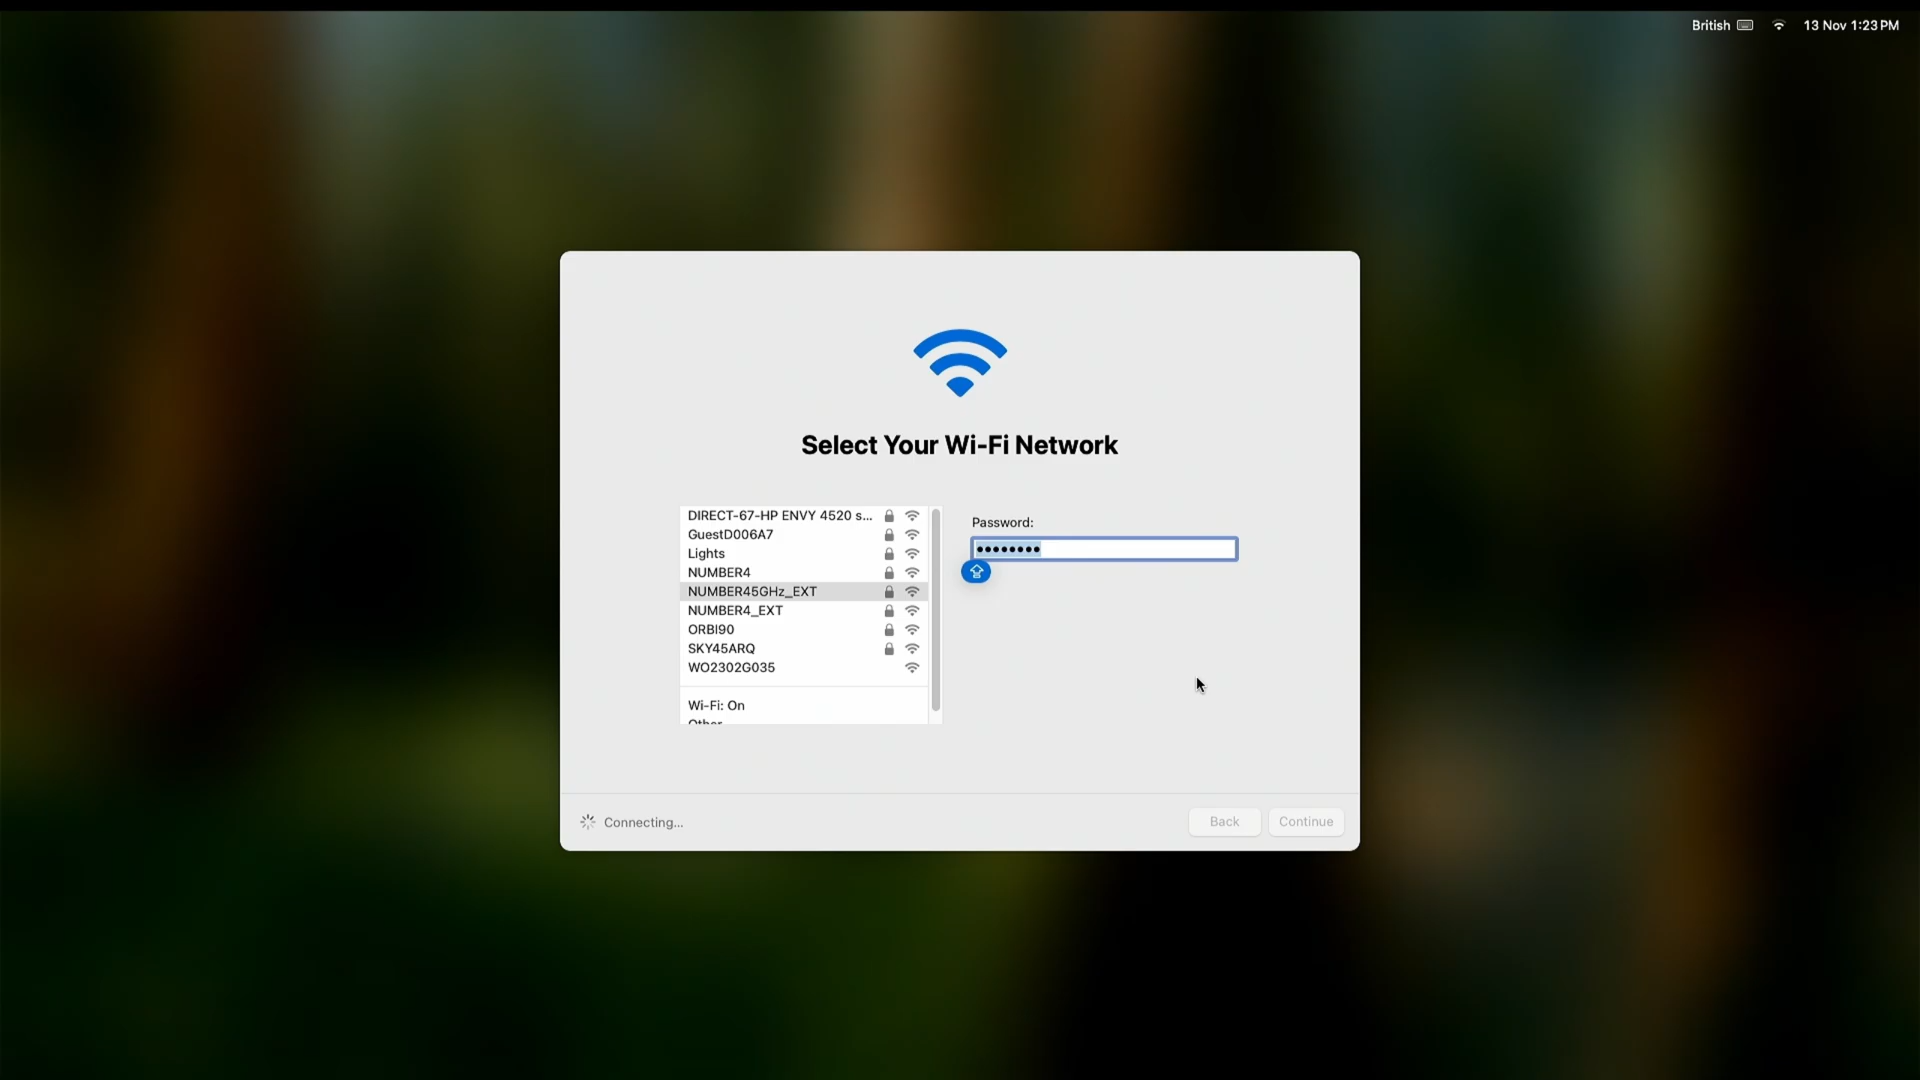 British 13 Nov 1:23 PM
Select Your Wi-Fi Network
DIRECT-67-HP ENVY 4520 s...
GuestD006A7
Lights
NUMBER4
NUMBER45GHz_EXT
NUMBER4_EXT
ORBI90
SKY45ARQ
WO2302G035
Wi-Fi: On
Other
Password:
Connecting...
Back
Continue